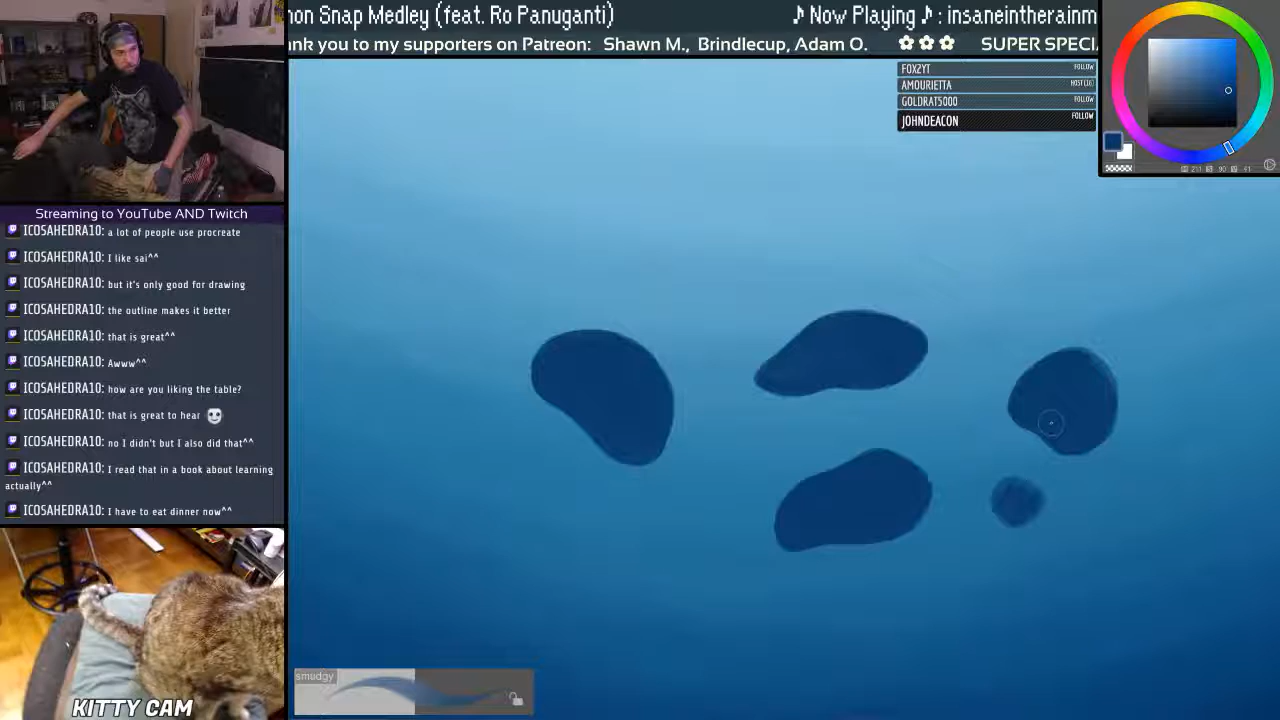 non Snap Medley (feat. Ro Panuganti)
♪ Now Playing ♪ : insaneintherainm
nk you to my supporters on Patreon: Shawn M., Brindlecup, Adam O. ✿ ✿ ✿ SUPER SPECIA
FOXZYT FOLLOW
AMOURIETTA HOST (16)
GOLDRAT5000 FOLLOW
JOHNDEACON FOLLOW
Streaming to YouTube AND Twitch
ICOSAHEDRA10: a lot of people use procreate
ICOSAHEDRA10: I like sai^^
ICOSAHEDRA10: but it's only good for drawing
ICOSAHEDRA10: the outline makes it better
ICOSAHEDRA10: that is great^^
ICOSAHEDRA10: Awww^^
ICOSAHEDRA10: how are you liking the table?
ICOSAHEDRA10: that is great to hear
ICOSAHEDRA10: no I didn't but I also did that^^
ICOSAHEDRA10: I read that in a book about learning
actually^^
ICOSAHEDRA10: I have to eat dinner now^^
KITTY CAM
smudgy